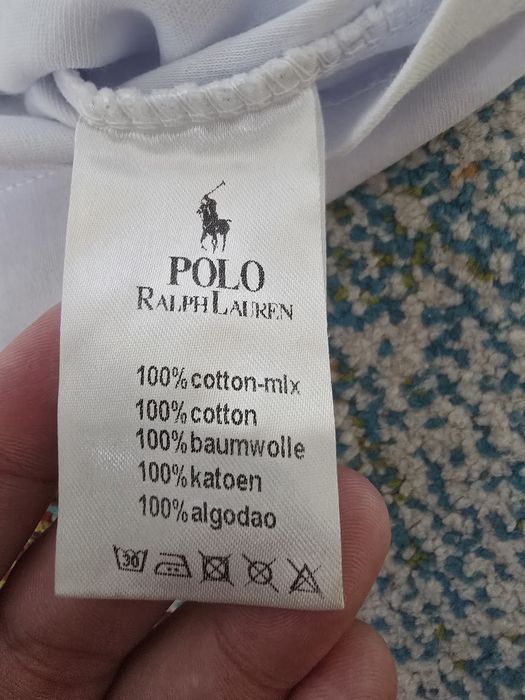 POLO
RALPH LAUREN
100% cotton-mix
100% cotton
100% baumwolle
100% katoen
100% algodao
30